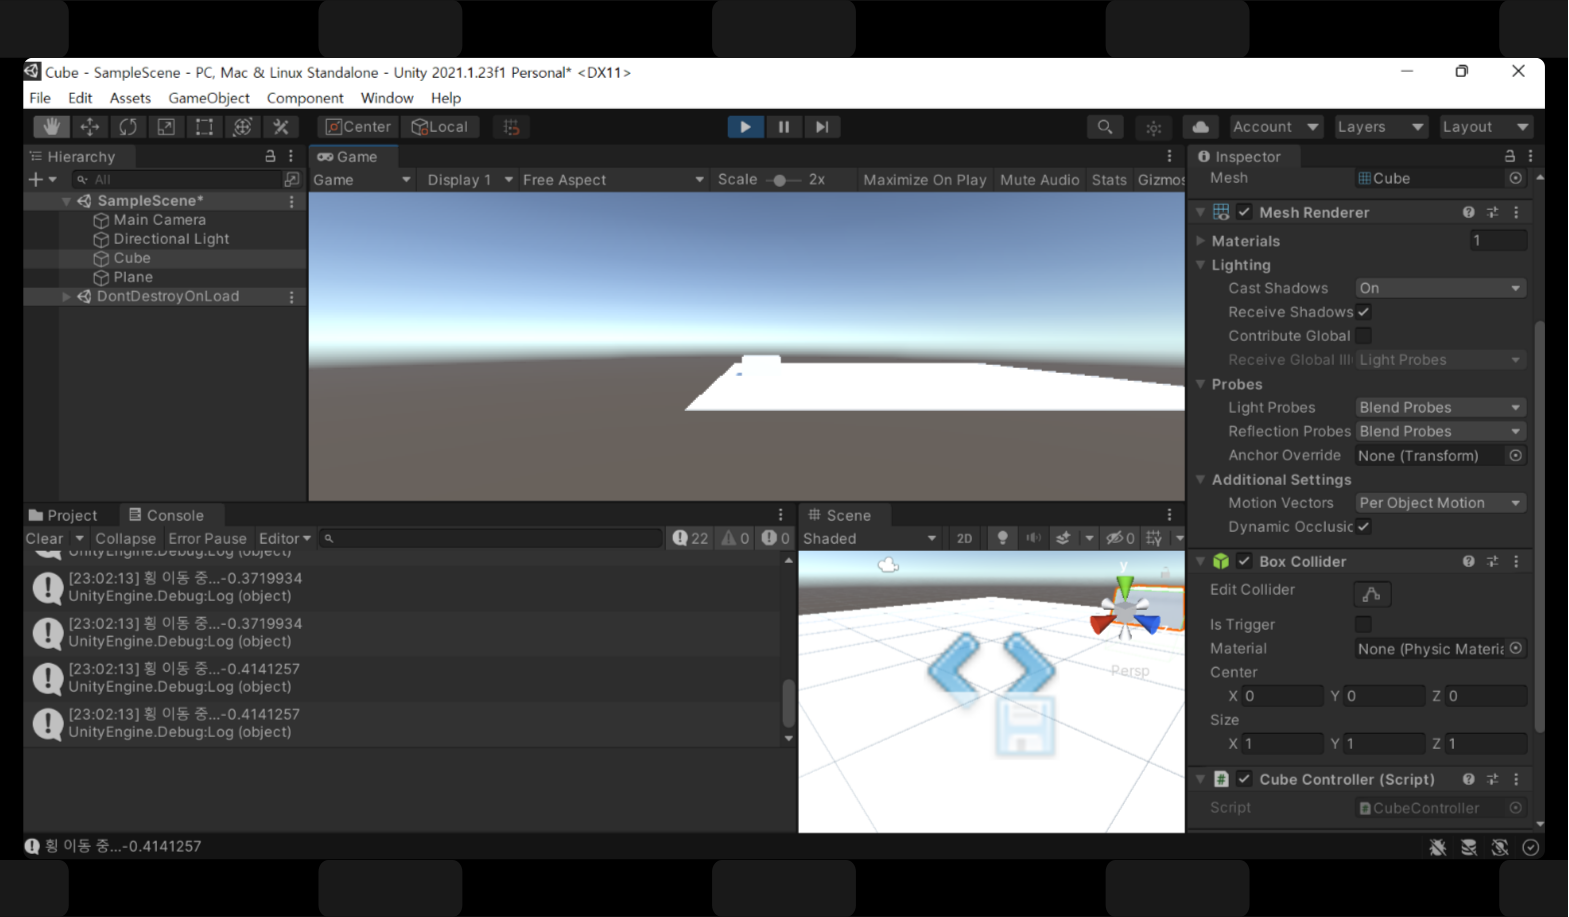 Cube - SampleScene - PC, Mac & Linux Standalone - Unity 2021.1.23f1 Personal* <DX11>
File Edit Assets GameObject Component Window Help
Center Local Account Layers Layout
Hierarchy
All
SampleScene*
Main Camera
Directional Light
Cube
Plane
DontDestroyOnLoad
Game
Game Display 1 Free Aspect Scale 2x Maximize On Play Mute Audio Stats Gizmos
Inspector
Mesh Cube
Mesh Renderer
Materials 1
Lighting
Cast Shadows On
Receive Shadows
Contribute Global
Receive Global Ill Light Probes
Probes
Light Probes Blend Probes
Reflection Probes Blend Probes
Anchor Override None (Transform)
Additional Settings
Motion Vectors Per Object Motion
Dynamic Occlusic
Box Collider
Edit Collider
Is Trigger
Material None (Physic Materia
Center
X 0 Y 0 Z 0
Size
X 1 Y 1 Z 1
Cube Controller (Script)
Script CubeController
Project Console
Clear Collapse Error Pause Editor 22 0 0
UnityEngine.Debug:Log (object)
[23:02:13] 횡 이동 중...-0.3719934
UnityEngine.Debug:Log (object)
[23:02:13] 횡 이동 중...-0.3719934
UnityEngine.Debug:Log (object)
[23:02:13] 횡 이동 중...-0.4141257
UnityEngine.Debug:Log (object)
[23:02:13] 횡 이동 중...-0.4141257
UnityEngine.Debug:Log (object)
Scene
Shaded 2D 0
y
Persp
횡 이동 중...-0.4141257